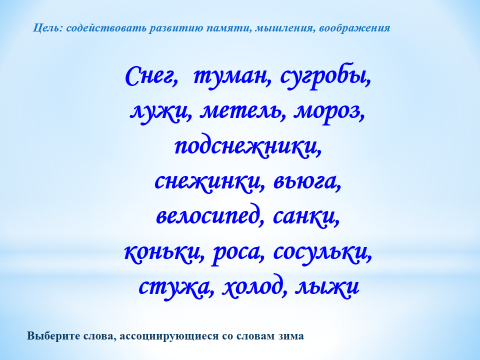 Цель: содействовать развитию памяти, мышления, воображения
Снег, туман, сугробы,
лужи, метель, мороз,
подснежники,
снежинки, вьюга,
велосипед, санки,
коньки, роса, сосульки,
стужа, холод, лыжи
Выберите слова, ассоциирующиеся со словам зима